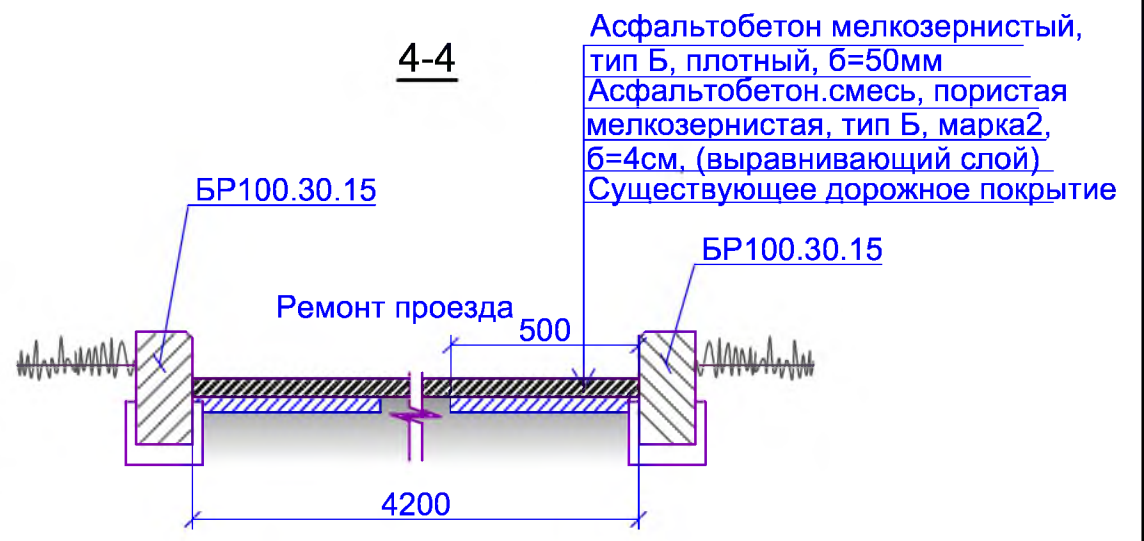 4-4
Асфальтобетон мелкозернистый,
тип Б, плотный, б=50мм
Асфальтобетон.смесь, пористая
мелкозернистая, тип Б, марка2,
б=4см, (выравнивающий слой)
Существующее дорожное покрытие
БР100.30.15
БР100.30.15
Ремонт проезда
500
4200